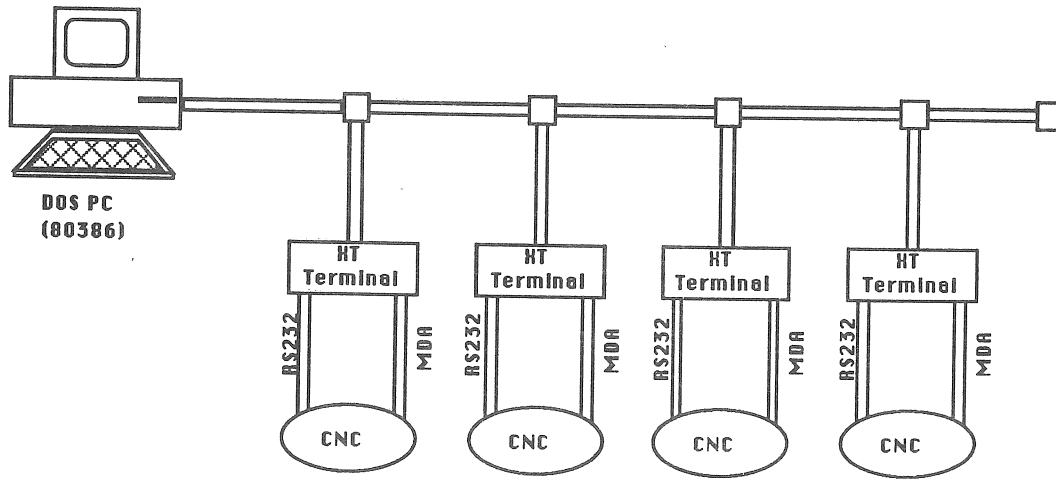 DOS PC
(80386)
XT
Terminal
XT
Terminal
XT
Terminal
XT
Terminal
RS232
MDA
RS232
MDA
RS232
MDA
RS232
MDA
CNC
CNC
CNC
CNC